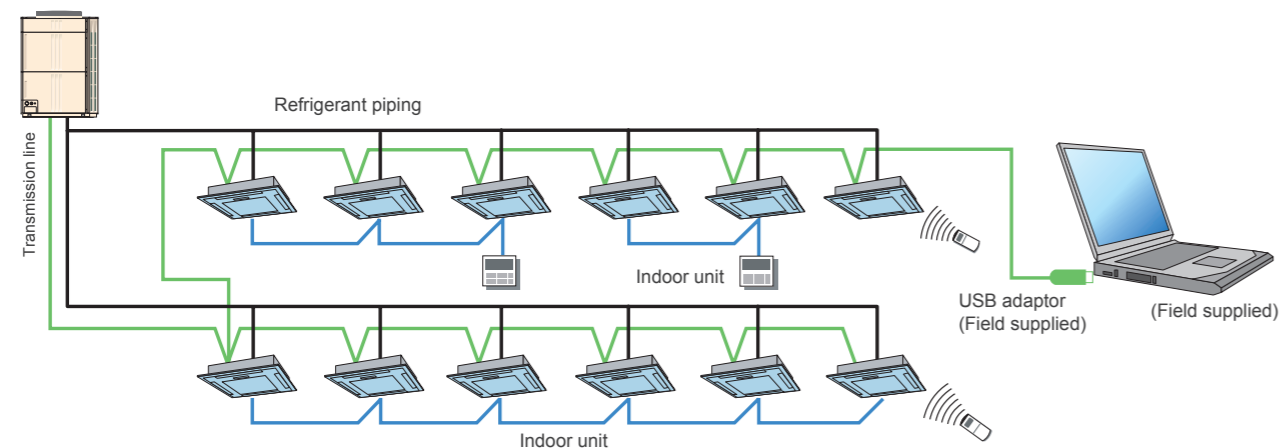 Refrigerant piping
Transmission line
Indoor unit
USB adaptor
(Field supplied)
(Field supplied)
Indoor unit